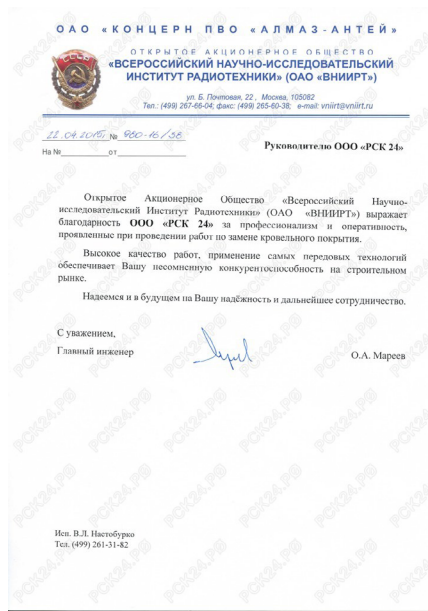 ОАО «КОНЦЕРН ПВО «АЛМАЗ-АНТЕЙ»
ОТКРЫТОЕ АКЦИОНЕРНОЕ ОБЩЕСТВО
«ВСЕРОССИЙСКИЙ НАУЧНО-ИССЛЕДОВАТЕЛЬСКИЙ
ИНСТИТУТ РАДИОТЕХНИКИ» (ОАО «ВНИИРТ»)
ул. Б. Почтовая, 22 , Москва, 105082
Тел.: (499) 267-66-04; факс: (499) 265-60-38; e-mail: vniirt@vniirt.ru
22.04.2015г № 960-16/38
На №____________от____________________
Руководителю ООО «РСК 24»
Открытое Акционерное Общество «Всероссийский Научно-
исследовательский Институт Радиотехники» (ОАО «ВНИИРТ») выражает
благодарность ООО «РСК 24» за профессионализм и оперативность,
проявленные при проведении работ по замене кровельного покрытия.
Высокое качество работ, применение самых передовых технологий
обеспечивает Вашу несомненную конкурентоспособность на строительном
рынке.
Надеемся и в будущем на Вашу надёжность и дальнейшее сотрудничество.
С уважением,
Главный инженер
О.А. Мареев
Исп. В.Л. Настобурко
Тел. (499) 261-31-82
РСК24.РФ